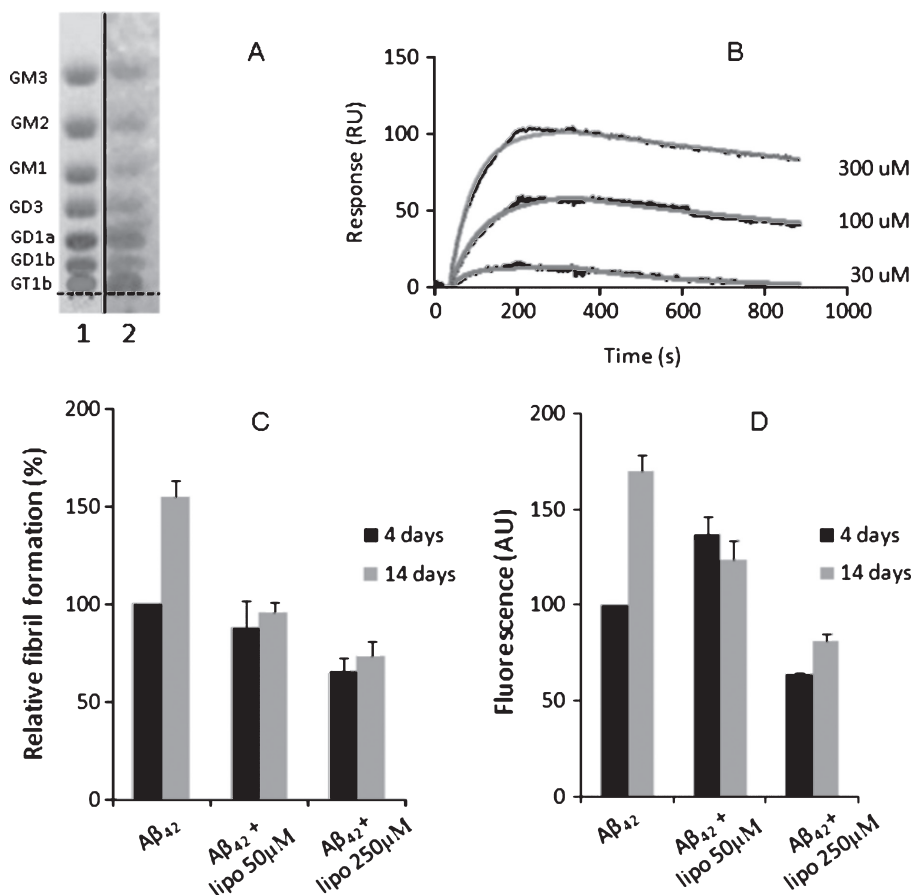 A
GM3
GM2
GM1
GD3
GD1a
GD1b
GT1b
1 2
B
Response (RU)
150
100
50
0
300 uM
100 uM
30 uM
0 200 400 600 800 1000
Time (s)
C
Relative fibril formation (%)
200
150
100
50
0
4 days
14 days
Aβ42
Aβ42 +
lipo 50µM
Aβ42+
lipo 250µM
D
Fluorescence (AU)
200
150
100
50
0
4 days
14 days
Aβ42
Aβ42 +
lipo 50µM
Aβ42+
lipo 250µM